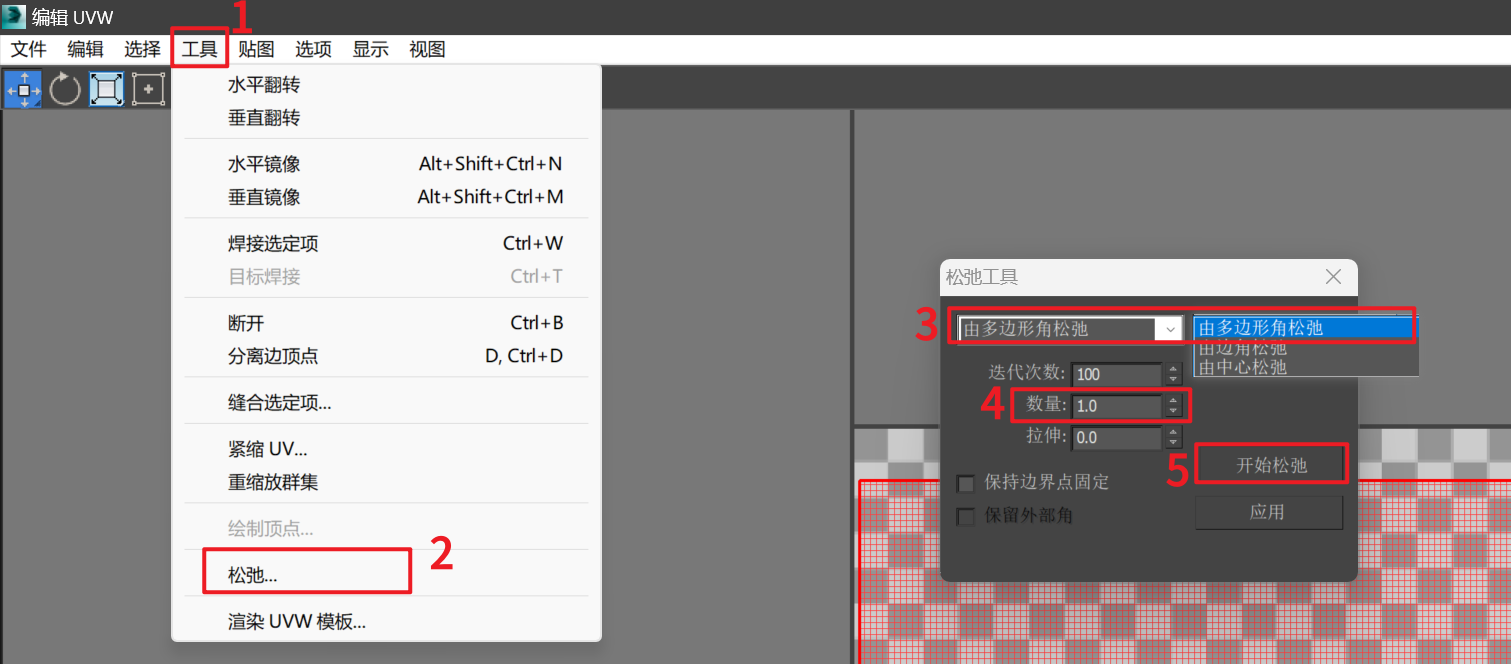 编辑 UVW
1
文件 编辑 选择 工具 贴图 选项 显示 视图
水平翻转
垂直翻转
水平镜像 Alt+Shift+Ctrl+N
垂直镜像 Alt+Shift+Ctrl+M
焊接选定项 Ctrl+W
目标焊接 Ctrl+T
断开 Ctrl+B
分离边顶点 D, Ctrl+D
缝合选定项...
紧缩 UV...
重缩放群集
绘制顶点...
松弛...
2
渲染 UVW 模板...
松弛工具
3
由多边形角松弛
由多边形角松弛
由边角松弛
由中心松弛
迭代次数: 100
4
数量: 1.0
拉伸: 0.0
5
开始松弛
保持边界点固定
应用
保留外部角